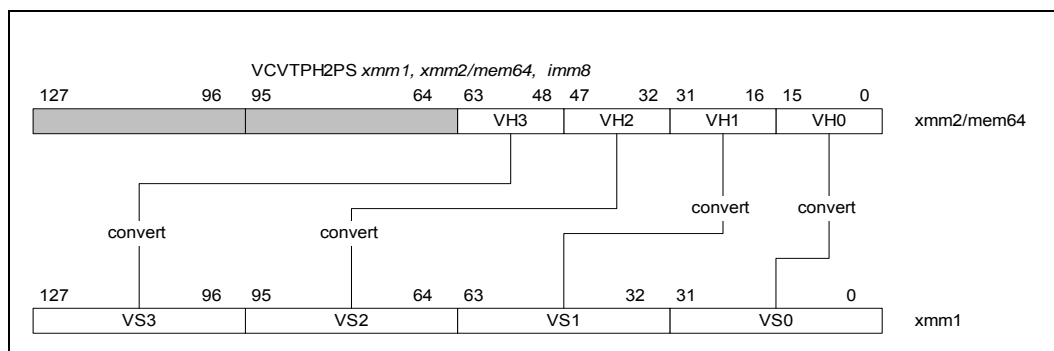 VCVTPH2PS xmm1, xmm2/mem64, imm8
127 96 95 64 63 48 47 32 31 16 15 0
VH3 VH2 VH1 VH0 xmm2/mem64
convert convert
convert convert
127 96 95 64 63 32 31 0
VS3 VS2 VS1 VS0 xmm1